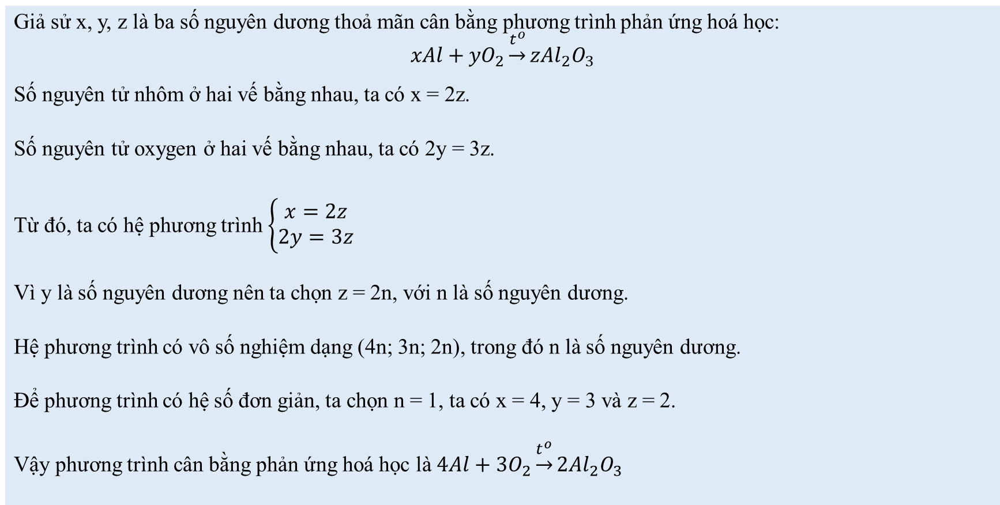 Giả sử x, y, z là ba số nguyên dương thoả mãn cân bằng phương trình phản ứng hoá học:
$xAl + yO_2 \xrightarrow{t^o} zAl_2O_3$
Số nguyên tử nhôm ở hai vế bằng nhau, ta có x = 2z.
Số nguyên tử oxygen ở hai vế bằng nhau, ta có 2y = 3z.
Từ đó, ta có hệ phương trình $\begin{cases} x = 2z \\ 2y = 3z \end{cases}$
Vì y là số nguyên dương nên ta chọn z = 2n, với n là số nguyên dương.
Hệ phương trình có vô số nghiệm dạng (4n; 3n; 2n), trong đó n là số nguyên dương.
Để phương trình có hệ số đơn giản, ta chọn n = 1, ta có x = 4, y = 3 và z = 2.
Vậy phương trình cân bằng phản ứng hoá học là $4Al + 3O_2 \xrightarrow{t^o} 2Al_2O_3$